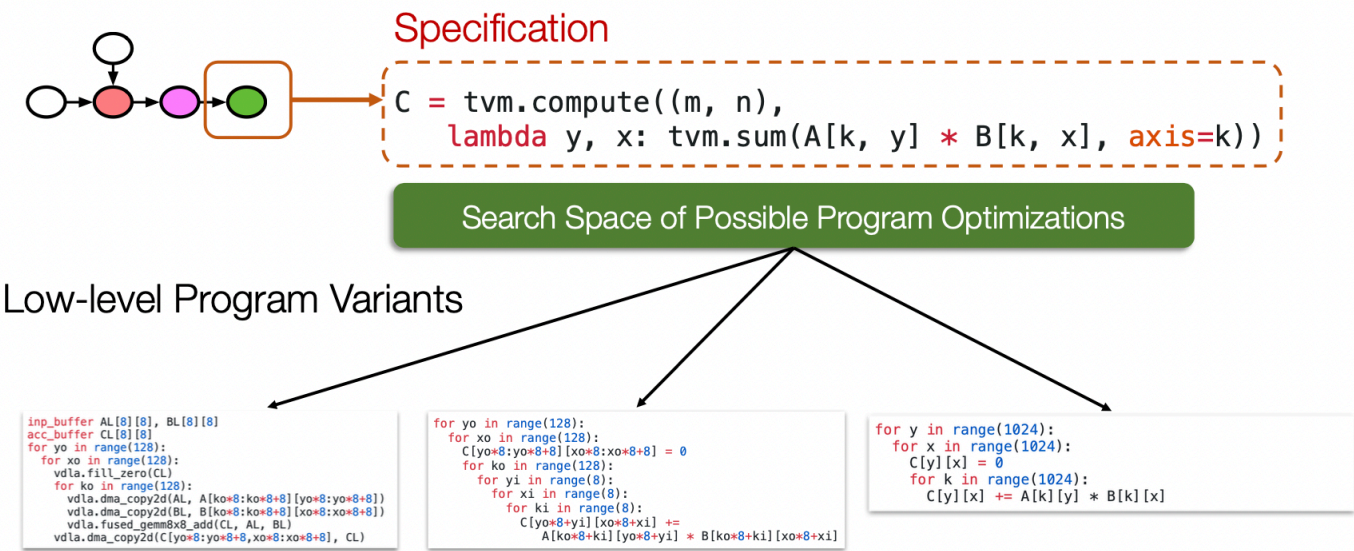 Specification
C = tvm.compute((m, n),
lambda y, x: tvm.sum(A[k, y] * B[k, x], axis=k))
Search Space of Possible Program Optimizations
Low-level Program Variants
inp_buffer AL[8][8], BL[8][8]
acc_buffer CL[8][8]
for yo in range(128):
for xo in range(128):
vdla.fill_zero(CL)
for ko in range(128):
vdla.dma_copy2d(AL, A[ko*8:ko*8+8][yo*8:yo*8+8])
vdla.dma_copy2d(BL, B[ko*8:ko*8+8][xo*8:xo*8+8])
vdla.fused_gemm8x8_add(CL, AL, BL)
vdla.dma_copy2d(C[yo*8:yo*8+8,xo*8:xo*8+8], CL)
for yo in range(128):
for xo in range(128):
C[yo*8:yo*8+8][xo*8:xo*8+8] = 0
for ko in range(128):
for yi in range(8):
for xi in range(8):
for ki in range(8):
C[yo*8+yi][xo*8+xi] +=
A[ko*8+ki][yo*8+yi] * B[ko*8+ki][xo*8+xi]
for y in range(1024):
for x in range(1024):
C[y][x] = 0
for k in range(1024):
C[y][x] += A[k][y] * B[k][x]